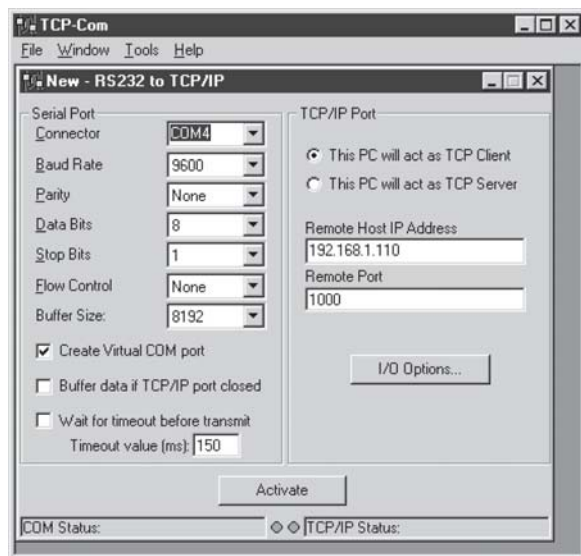 TCP-Com
File Window Tools Help
New - RS232 to TCP/IP
Serial Port
Connector COM4
Baud Rate 9600
Parity None
Data Bits 8
Stop Bits 1
Flow Control None
Buffer Size: 8192
Create Virtual COM port
Buffer data if TCP/IP port closed
Wait for timeout before transmit
Timeout value (ms): 150
TCP/IP Port
This PC will act as TCP Client
This PC will act as TCP Server
Remote Host IP Address
192.168.1.110
Remote Port
1000
I/O Options...
Activate
COM Status:
TCP/IP Status: